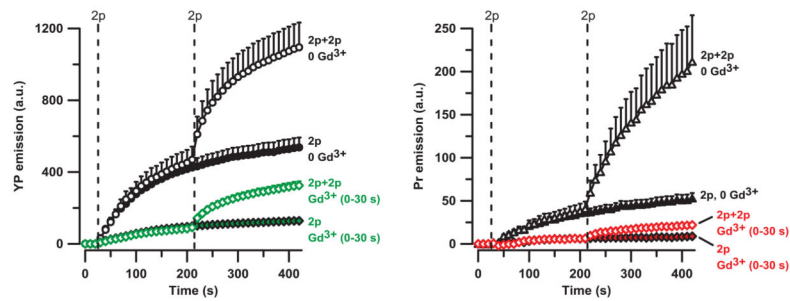 2p 2p
YP emission (a.u.)
1200
800
400
0
0 100 200 300 400
Time (s)
2p+2p
0 Gd3+
2p
0 Gd3+
2p+2p
Gd3+ (0-30 s)
2p
Gd3+ (0-30 s)
2p 2p
Pr emission (a.u.)
250
200
150
100
50
0
0 100 200 300 400
Time (s)
2p+2p
0 Gd3+
2p, 0 Gd3+
2p+2p
Gd3+ (0-30 s)
2p
Gd3+ (0-30 s)